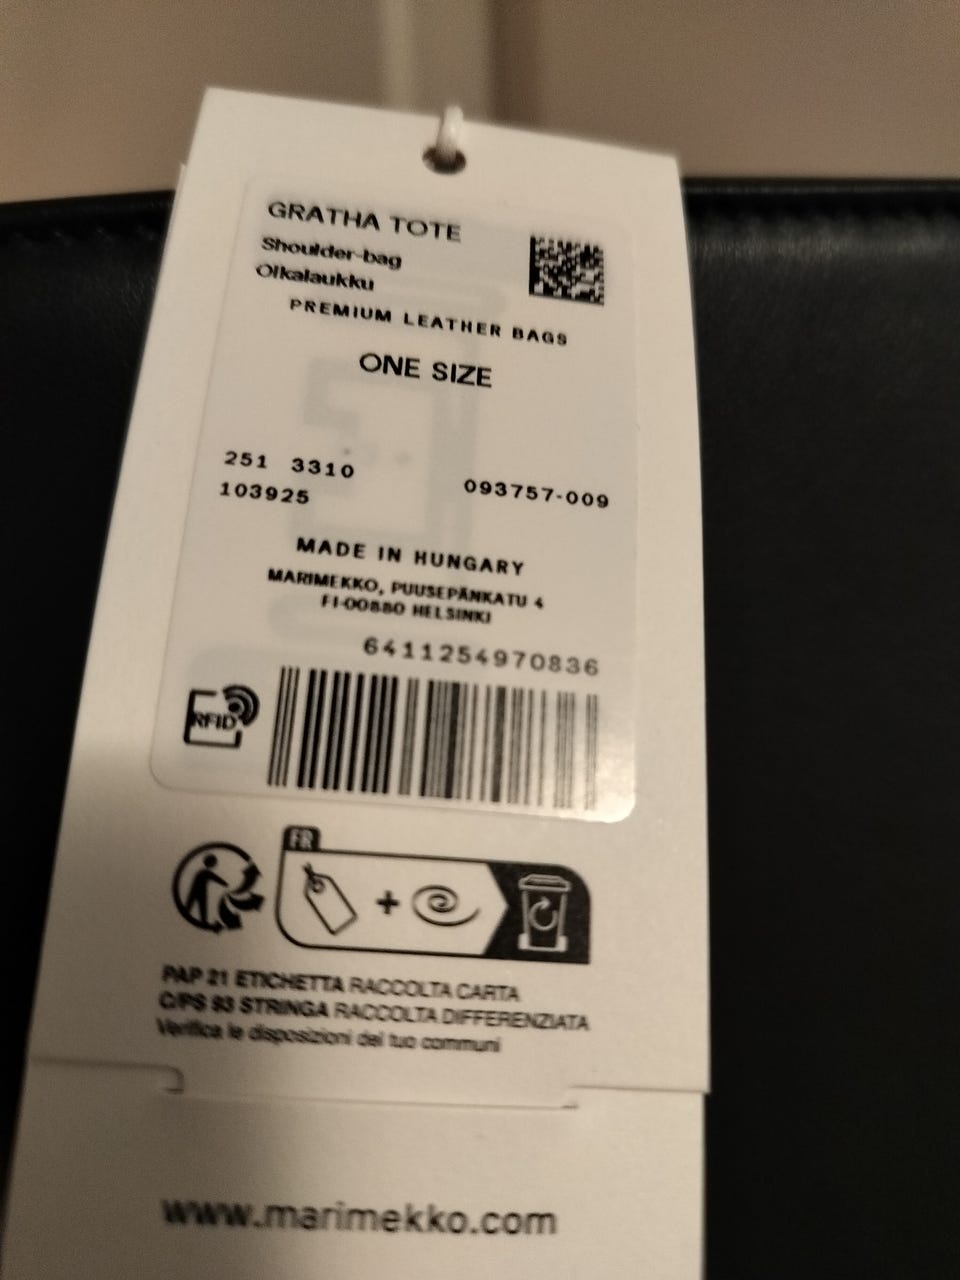 GRATHA TOTE
Shoulder-bag
Olkalaukku
PREMIUM LEATHER BAGS
ONE SIZE
251 3310
103925
093757-009
MADE IN HUNGARY
MARIMEKKO, PUUSEPÄNKATU 4
FI-00880 HELSINKI
6411254970836
RFID
FR
PAP 21 ETICHETTA RACCOLTA CARTA
C/PS 93 STRINGA RACCOLTA DIFFERENZIATA
Verifica le disposizioni del tuo communi
www.marimekko.com